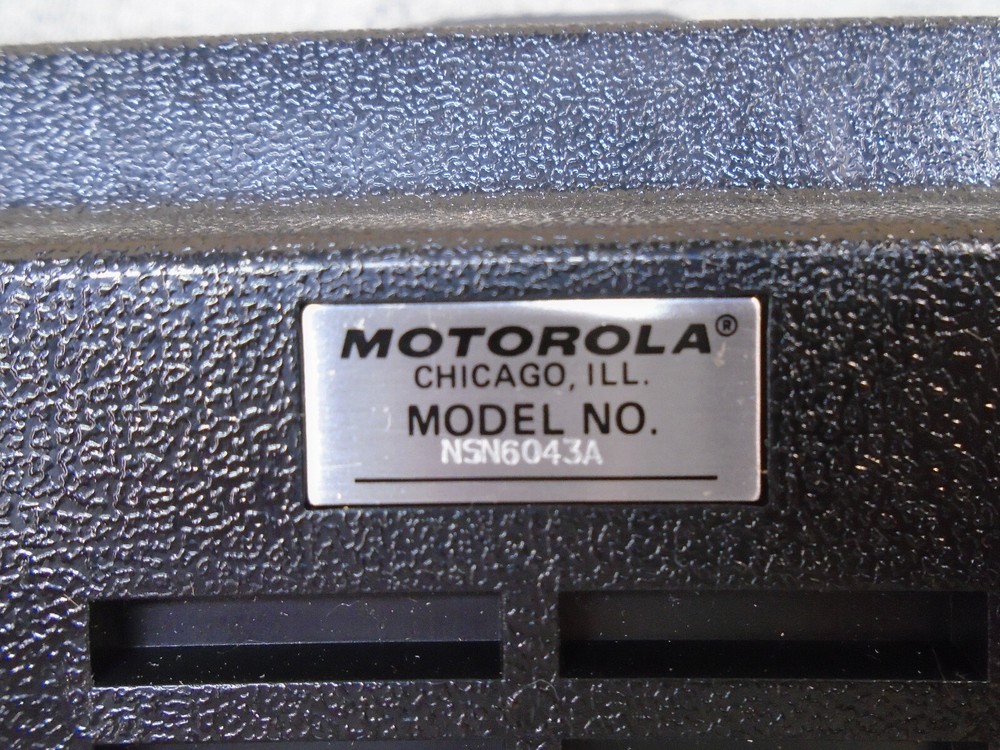 MOTOROLA®
CHICAGO, ILL.
MODEL NO.
NSN6043A